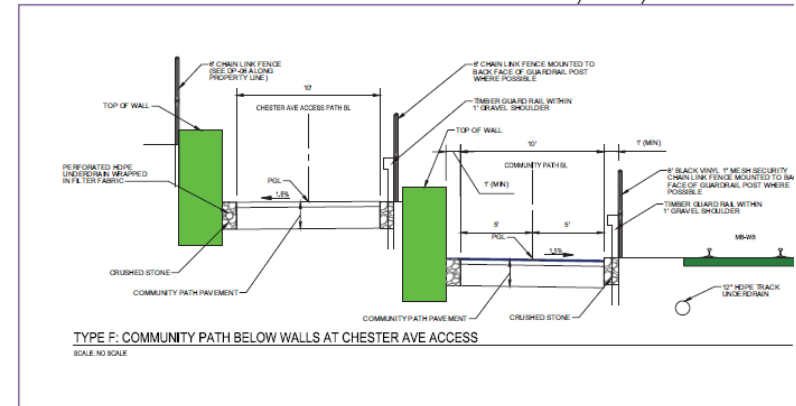 6' CHAIN LINK FENCE
(SEE DP-08 ALONG
PROPERTY LINE)
TOP OF WALL
10'
CHESTER AVE ACCESS PATH BL
6' CHAIN LINK FENCE MOUNTED TO
BACK FACE OF GUARDRAIL POST
WHERE POSSIBLE
TIMBER GUARD RAIL WITHIN
1' GRAVEL SHOULDER
TOP OF WALL
PERFORATED HDPE
UNDERDRAIN WRAPPED
IN FILTER FABRIC
PGL
1.5%
CRUSHED STONE
COMMUNITY PATH PAVEMENT
10'
1' (MIN)
COMMUNITY PATH BL
1' (MIN)
6' BLACK VINYL 1" MESH SECURITY
CHAIN LINK FENCE MOUNTED TO BACK
FACE OF GUARDRAIL POST WHERE
POSSIBLE
TIMBER GUARD RAIL WITHIN
1' GRAVEL SHOULDER
5'
5'
PGL
1.5%
12" HDPE TRACK
UNDERDRAIN
COMMUNITY PATH PAVEMENT
CRUSHED STONE
TYPE F: COMMUNITY PATH BELOW WALLS AT CHESTER AVE ACCESS
SCALE: NO SCALE